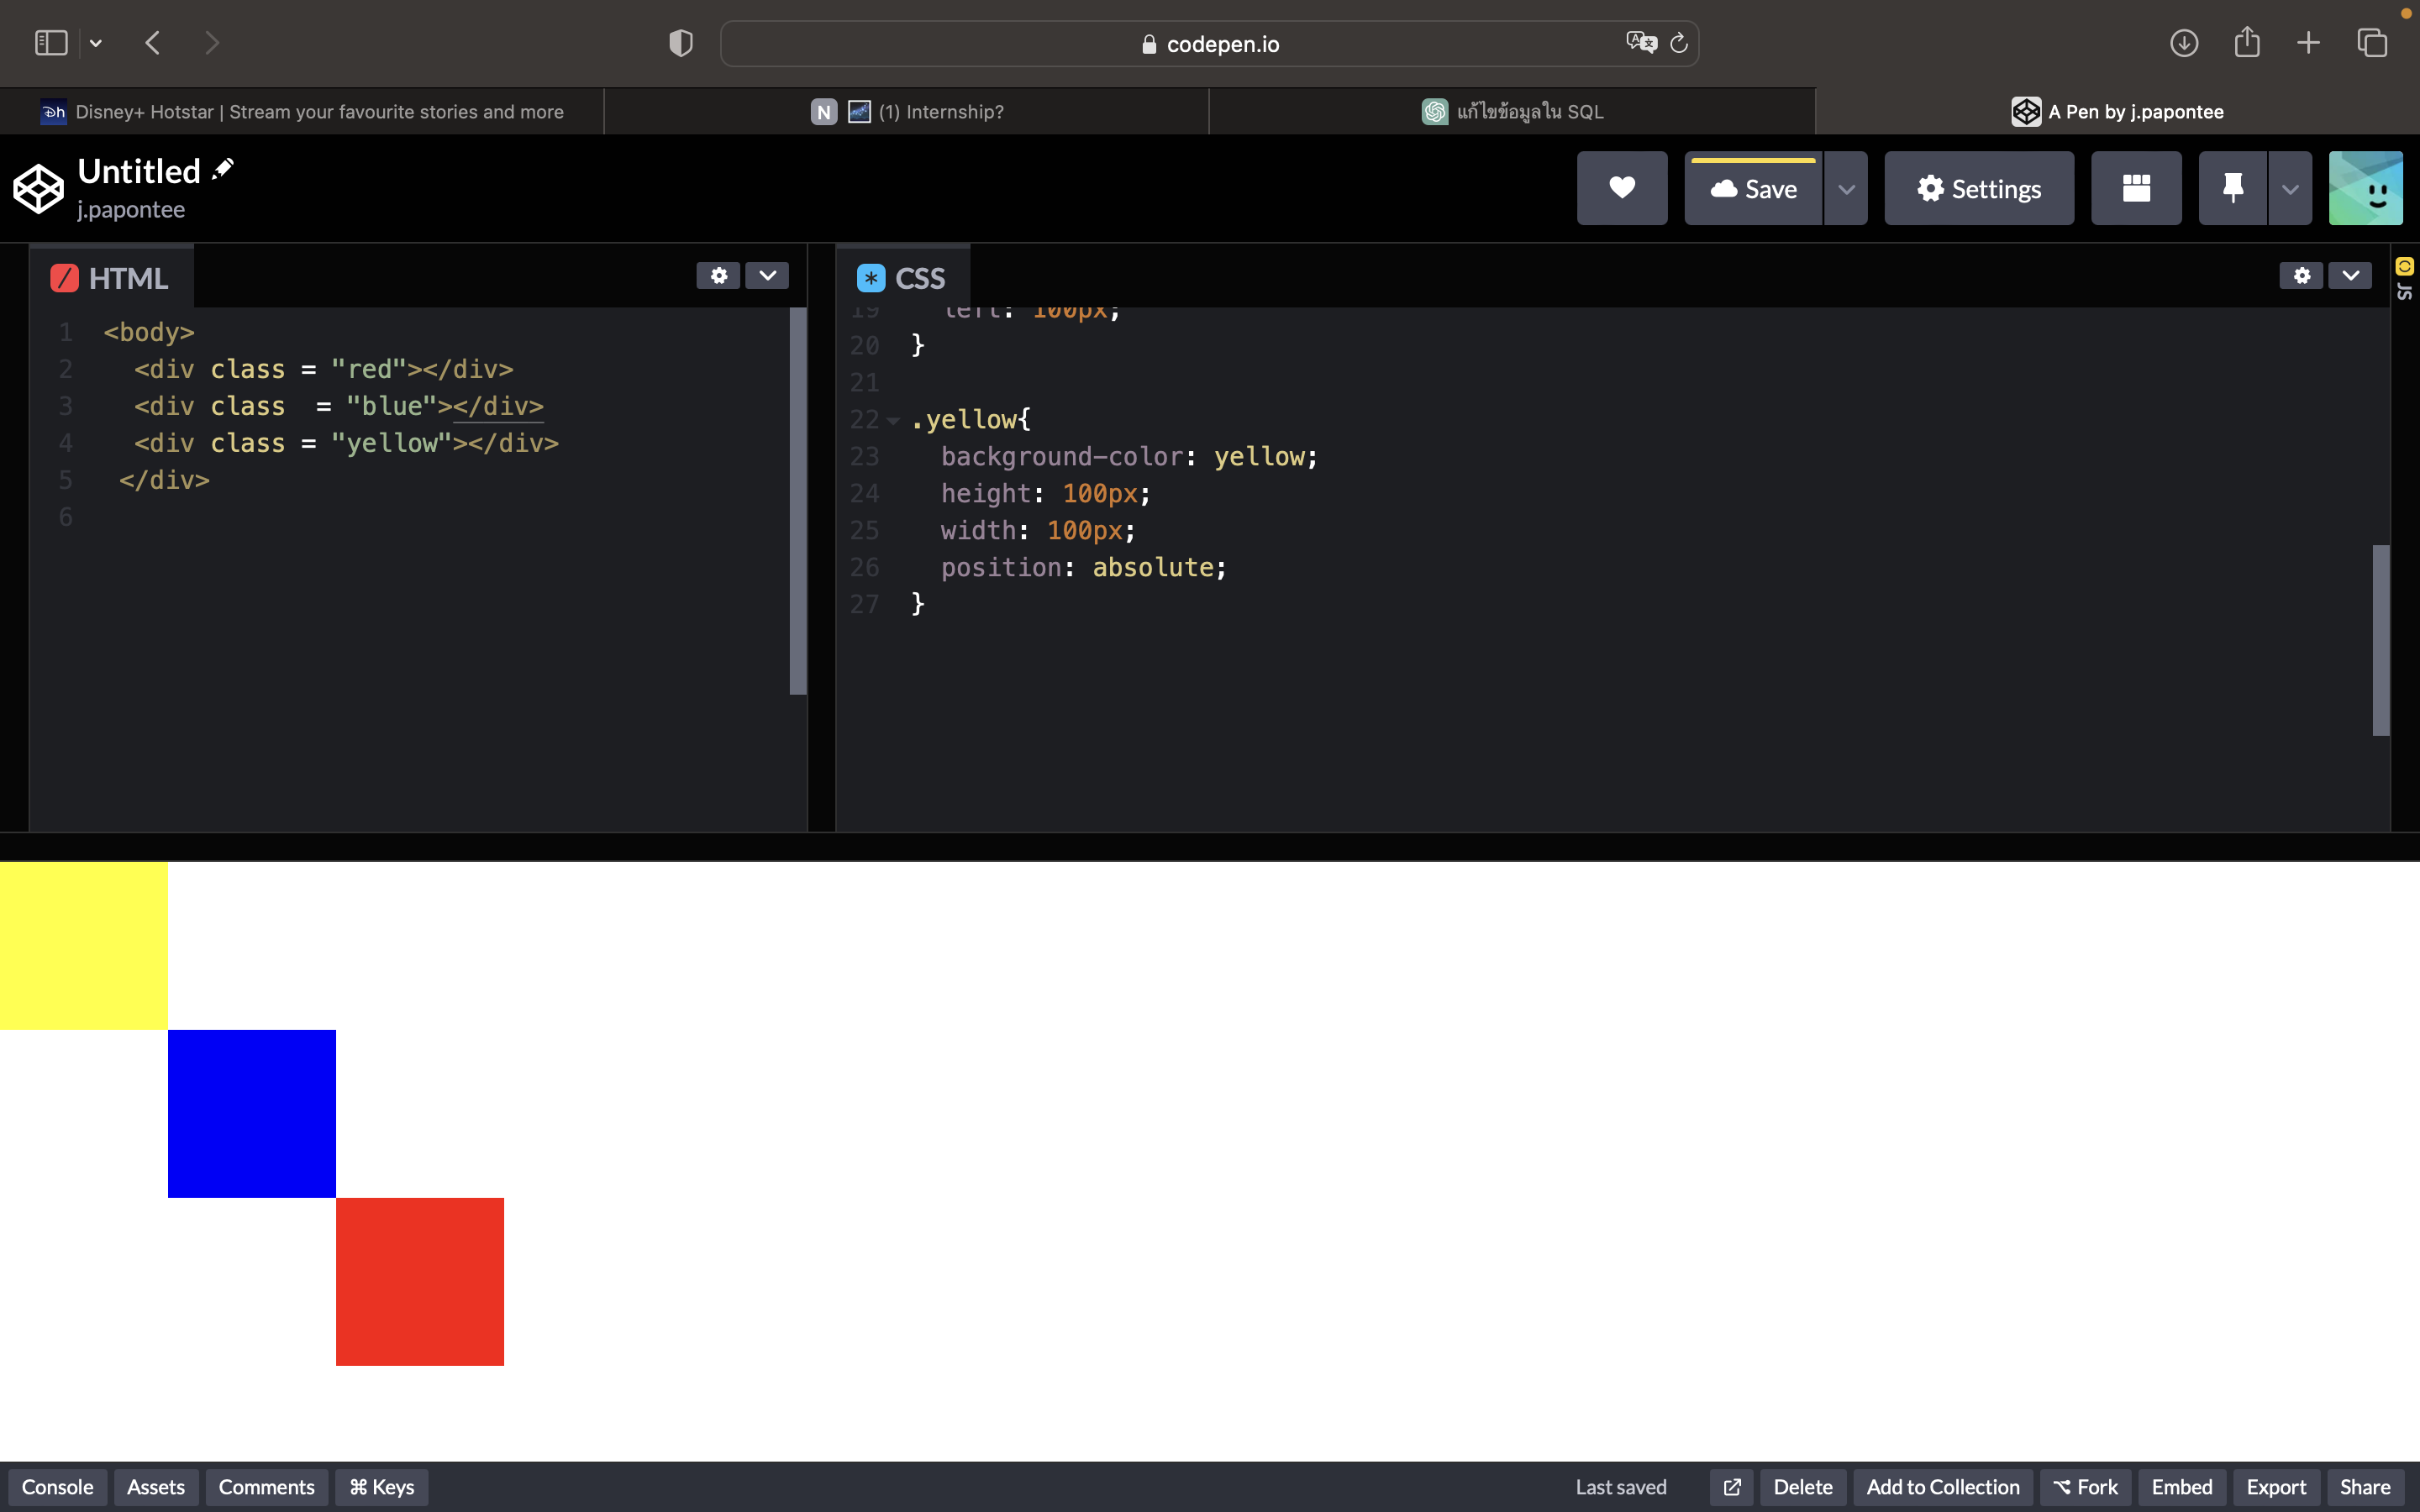 codepen.io
Disney+ Hotstar | Stream your favourite stories and more
N (1) Internship?
แก้ไขข้อมูลใน SQL
A Pen by j.papontee
Untitled
j.papontee
Save
Settings
HTML
1 <body>
2 <div class = "red"></div>
3 <div class  = "blue"></div>
4 <div class = "yellow"></div>
5 </div>
6
CSS
19 left: 100px;
20 }
21
22 .yellow{
23 background-color: yellow;
24 height: 100px;
25 width: 100px;
26 position: absolute;
27 }
JS
Console Assets Comments ⌘ Keys
Last saved Delete Add to Collection Fork Embed Export Share